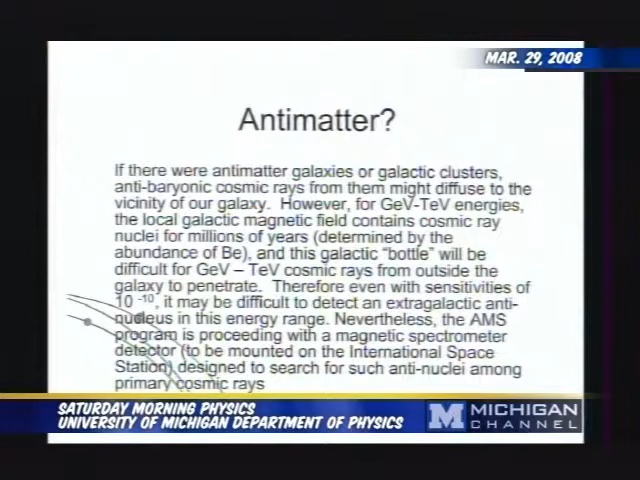 MAR. 29, 2008
Antimatter?
If there were antimatter galaxies or galactic clusters,
anti-baryonic cosmic rays from them might diffuse to the
vicinity of our galaxy. However, for GeV-TeV energies,
the local galactic magnetic field contains cosmic ray
nuclei for millions of years (determined by the
abundance of Be), and this galactic "bottle" will be
difficult for GeV – TeV cosmic rays from outside the
galaxy to penetrate. Therefore even with sensitivities of
10 -10, it may be difficult to detect an extragalactic anti-
nucleus in this energy range. Nevertheless, the AMS
program is proceeding with a magnetic spectrometer
detector (to be mounted on the International Space
Station) designed to search for such anti-nuclei among
primary cosmic rays
SATURDAY MORNING PHYSICS
UNIVERSITY OF MICHIGAN DEPARTMENT OF PHYSICS
M MICHIGAN
CHANNEL